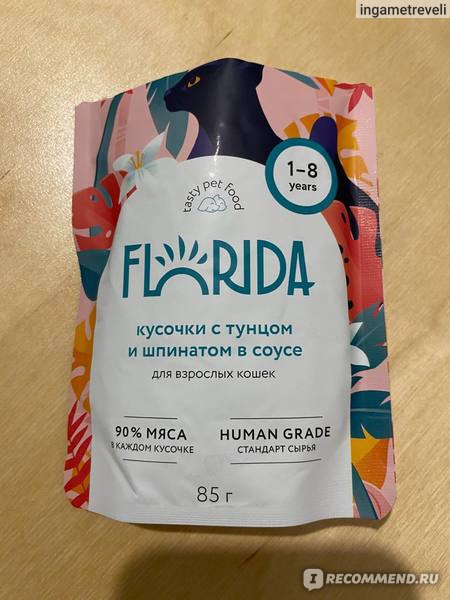 ingametreveli
1–8
years
tasty pet food
FLORIDA
кусочки с тунцом
и шпинатом в соусе
для взрослых кошек
90% МЯСА
В КАЖДОМ КУСОЧКЕ
HUMAN GRADE
СТАНДАРТ СЫРЬЯ
85 г
I RECOMMEND.RU